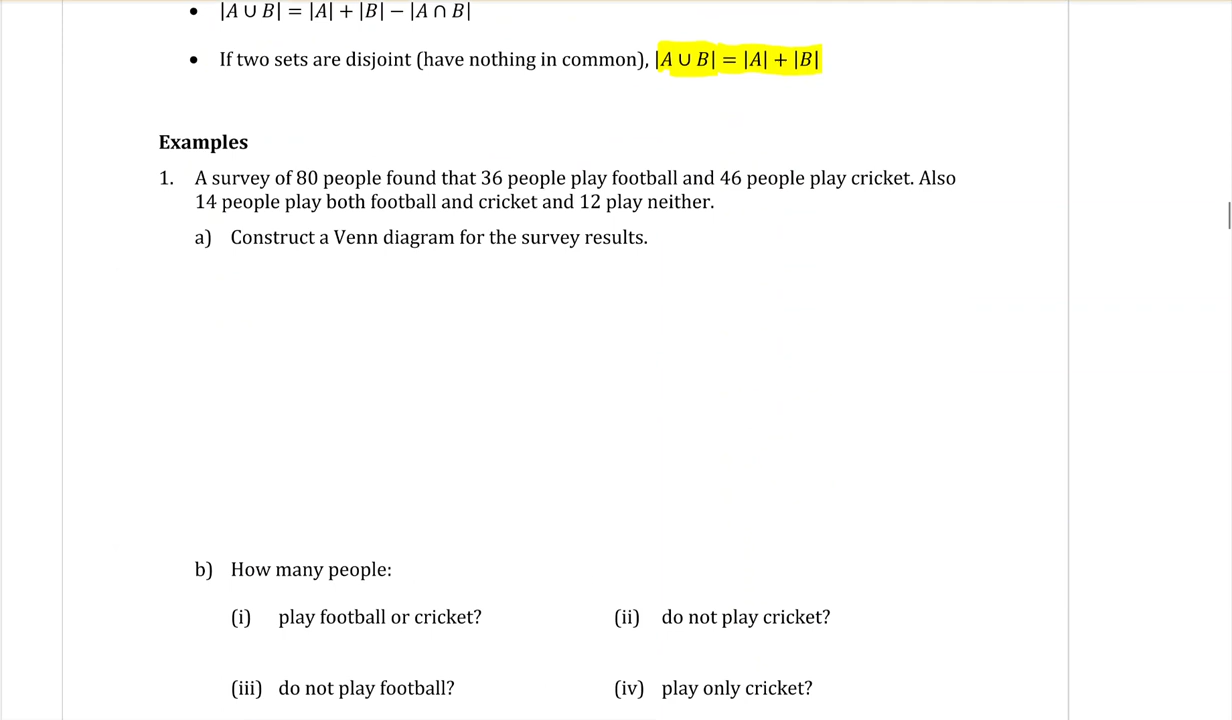 • |A ∪ B| = |A| + |B| − |A ∩ B|
• If two sets are disjoint (have nothing in common), |A ∪ B| = |A| + |B|
Examples
1. A survey of 80 people found that 36 people play football and 46 people play cricket. Also
14 people play both football and cricket and 12 play neither.
a) Construct a Venn diagram for the survey results.
b) How many people:
(i) play football or cricket? (ii) do not play cricket?
(iii) do not play football? (iv) play only cricket?